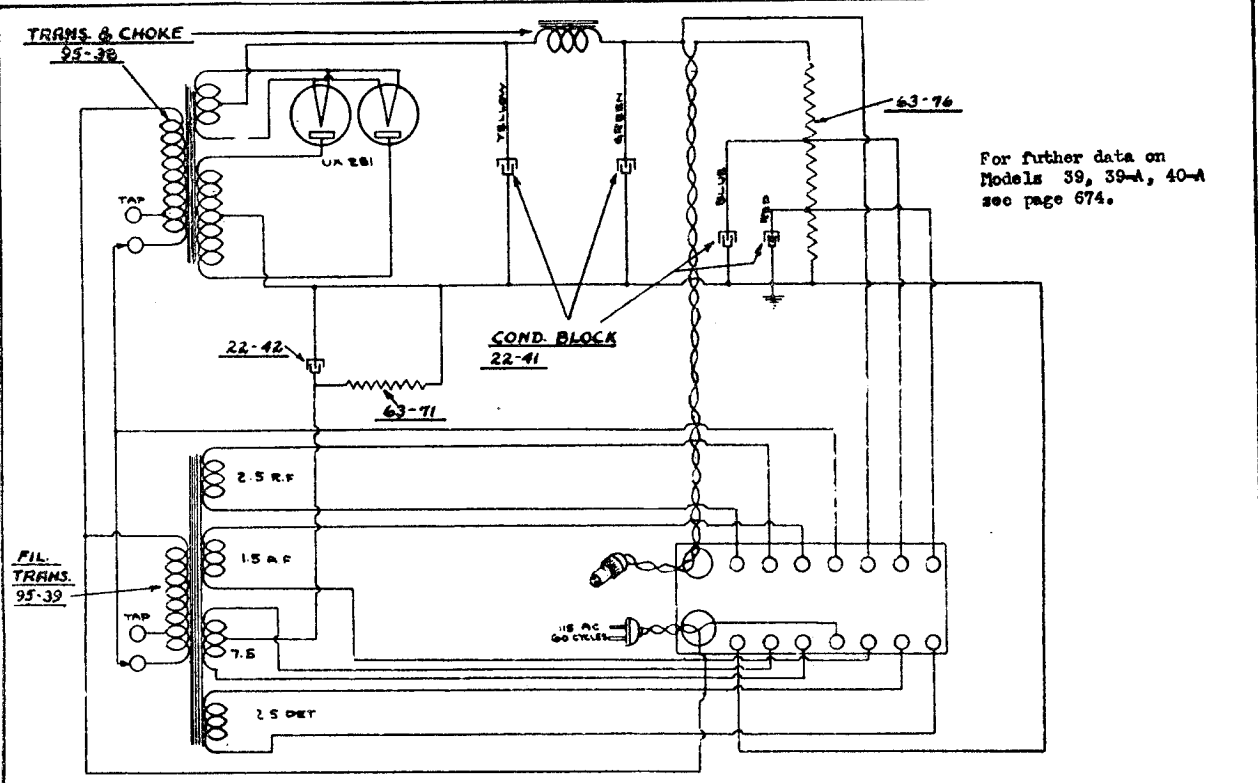 TRANS. & CHOKE
95-38
YELLOW
GREEN
63-76
For futher data on
Models 39, 39-A, 40-A
see page 674.
UX 281
BLUE
RED
TAP
COND. BLOCK
22-41
22-42
63-71
2.5 R.F
1.5 A F
FIL.
TRANS.
95-39
TAP
7.5
115 AC
60 CYCLES
2 5 DET